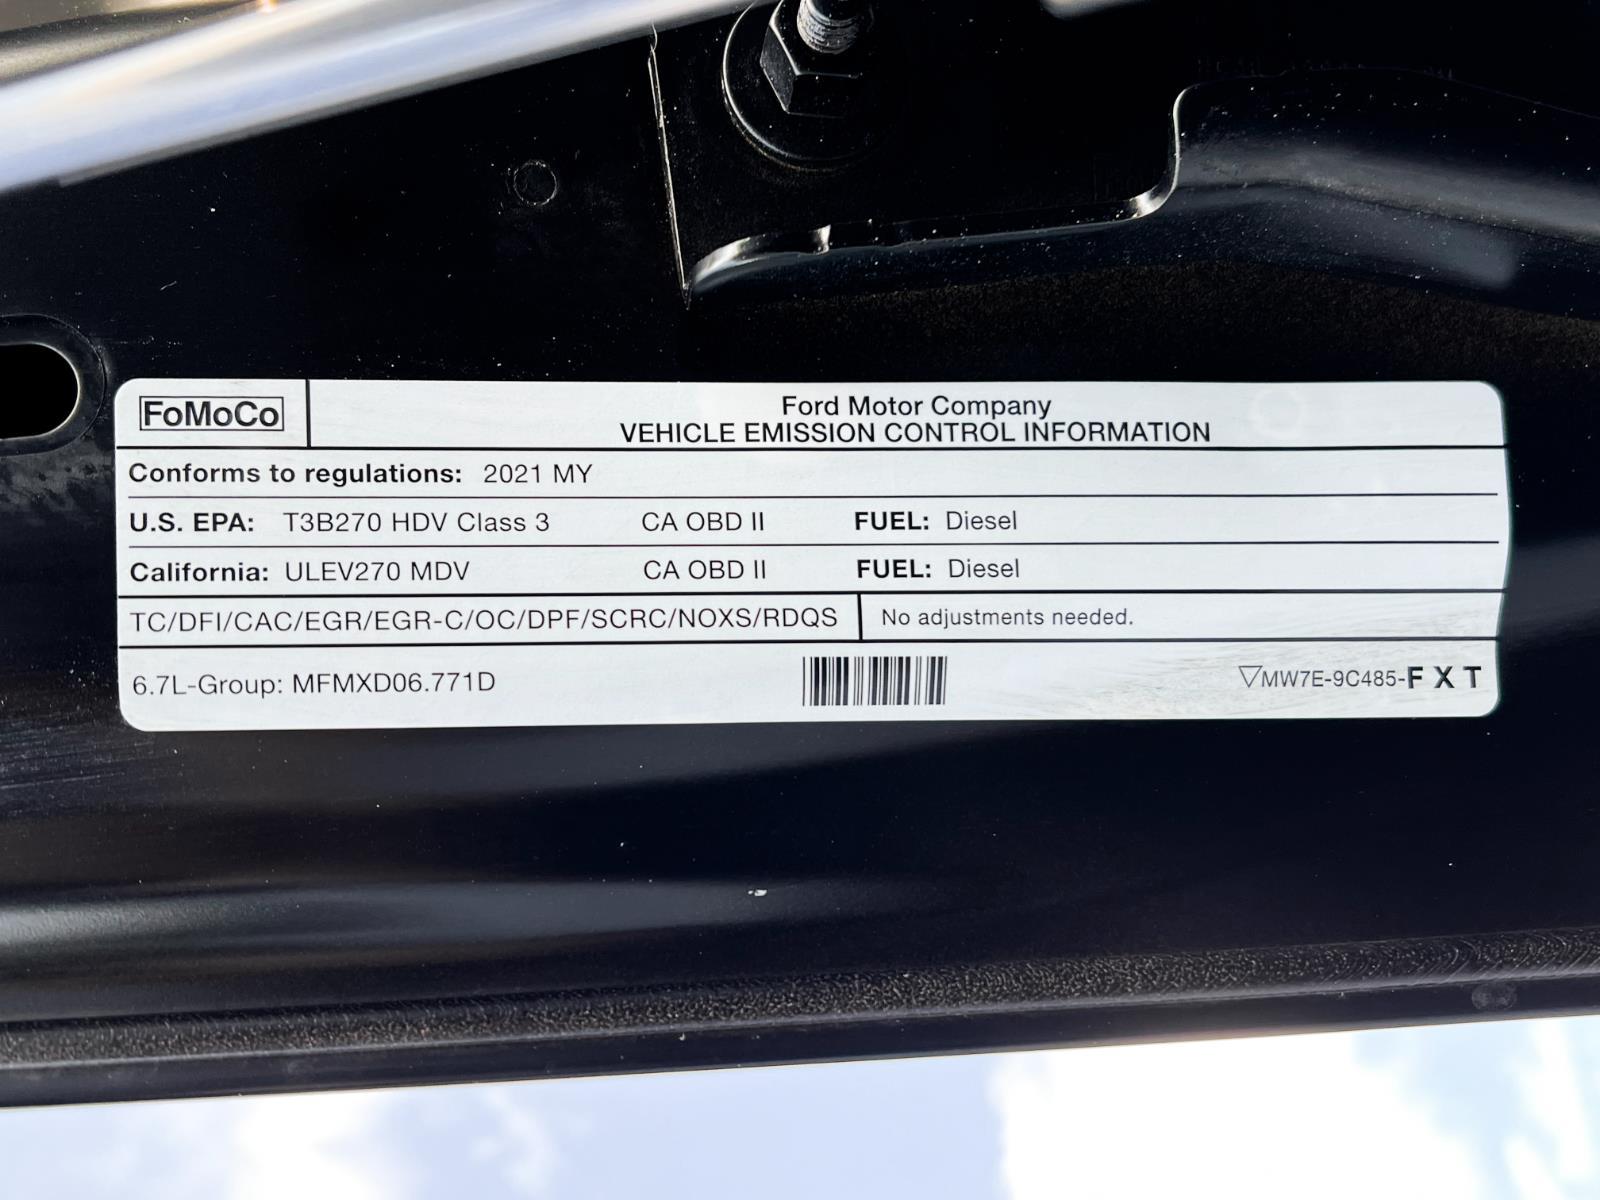 FoMoCo
Ford Motor Company
VEHICLE EMISSION CONTROL INFORMATION
Conforms to regulations: 2021 MY
U.S. EPA: T3B270 HDV Class 3 CA OBD II FUEL: Diesel
California: ULEV270 MDV CA OBD II FUEL: Diesel
TC/DFI/CAC/EGR/EGR-C/OC/DPF/SCRC/NOXS/RDQS No adjustments needed.
6.7L-Group: MFMXD06.771D ▽MW7E-9C485-F X T